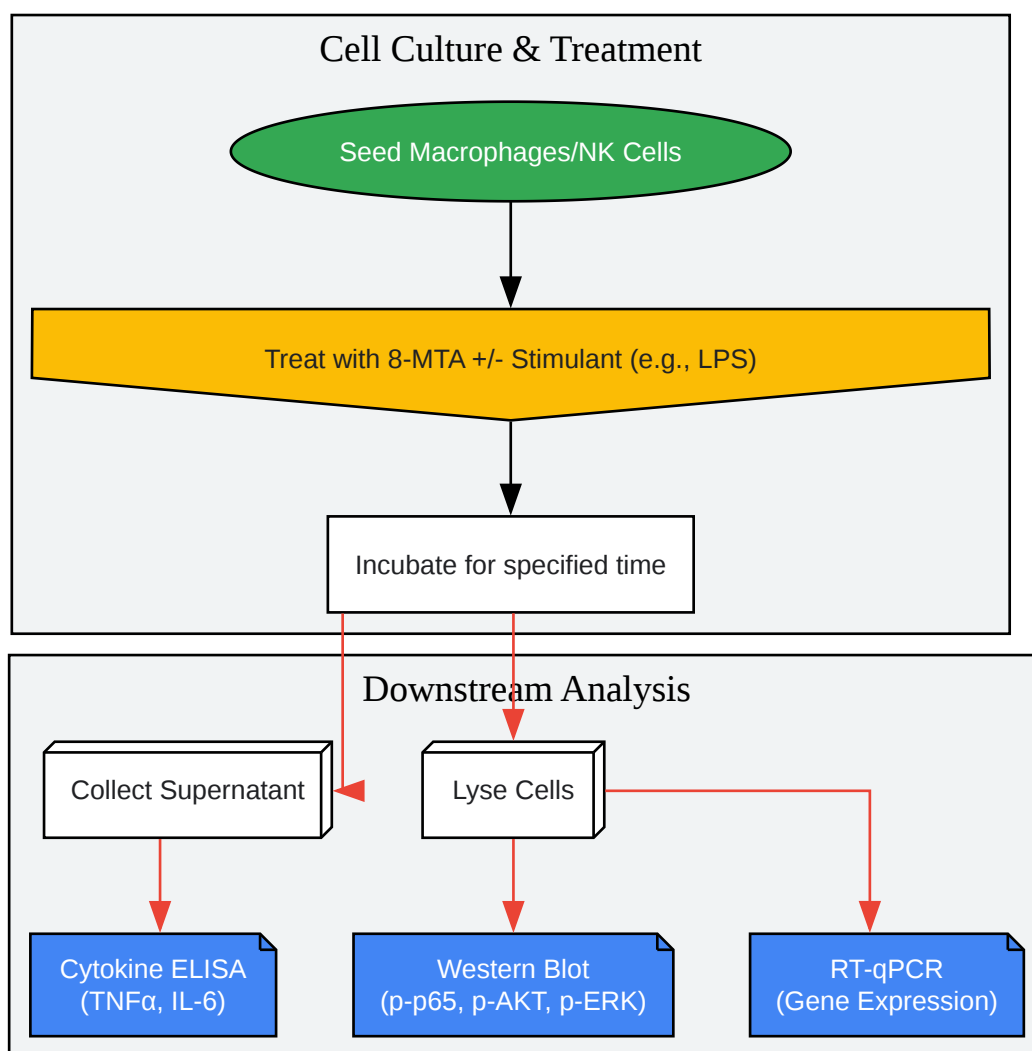 Cell Culture & Treatment
Seed Macrophages/NK Cells
Treat with 8-MTA +/- Stimulant (e.g., LPS)
Incubate for specified time
Downstream Analysis
Collect Supernatant
Lyse Cells
Cytokine ELISA
(TNFα, IL-6)
Western Blot
(p-p65, p-AKT, p-ERK)
RT-qPCR
(Gene Expression)